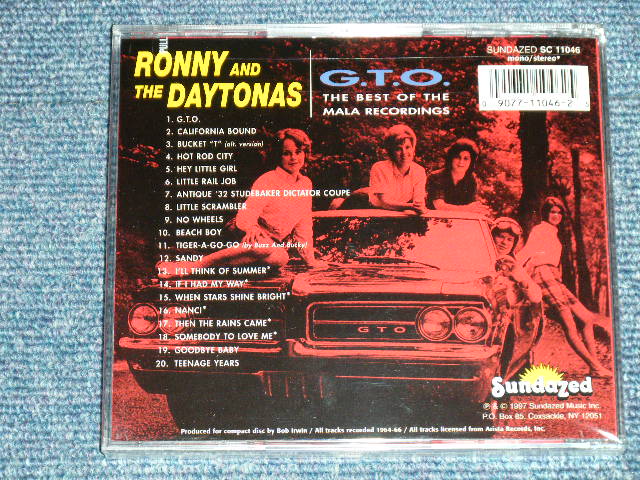 PULL
RONNY AND
THE DAYTONAS
G.T.O.
THE BEST OF THE
MALA RECORDINGS
SUNDAZED SC 11046
mono/stereo*
0 9077-11046-2
1. G.T.O.
2. CALIFORNIA BOUND
3. BUCKET "T" (alt. version)
4. HOT ROD CITY
5. HEY LITTLE GIRL
6. LITTLE RAIL JOB
7. ANTIQUE '32 STUDEBAKER DICTATOR COUPE
8. LITTLE SCRAMBLER
9. NO WHEELS
10. BEACH BOY
11. TIGER-A-GO-GO (by Buzz And Bucky)
12. SANDY
13. I'LL THINK OF SUMMER*
14. IF I HAD MY WAY*
15. WHEN STARS SHINE BRIGHT*
16. NANCI*
17. THEN THE RAINS CAME*
18. SOMEBODY TO LOVE ME*
19. GOODBYE BABY
20. TEENAGE YEARS
GTO
Sundazed
℗ & © 1997 Sundazed Music Inc.
P.O. Box 85, Coxsackie, NY 12051
Produced for compact disc by Bob Irwin / All tracks recorded 1964-66 / All tracks licensed from Arista Records, Inc.